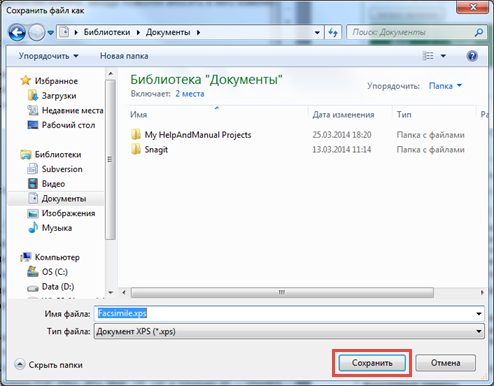 Сохранить файл как
Библиотеки ▸ Документы ▸
Поиск: Документы
Упорядочить Новая папка
Избранное
Загрузки
Недавние места
Рабочий стол
Библиотеки
Subversion
Видео
Документы
Изображения
Музыка
Компьютер
OS (C:)
Data (D:)
Библиотека "Документы"
Включает: 2 места
Упорядочить: Папка
Имя Дата изменения Тип
My HelpAndManual Projects 25.03.2014 18:20 Папка с файлами
Snagit 13.03.2014 11:14 Папка с файлами
Имя файла: Facsimile.xps
Тип файла: Документ XPS (*.xps)
Скрыть папки
Сохранить
Отмена